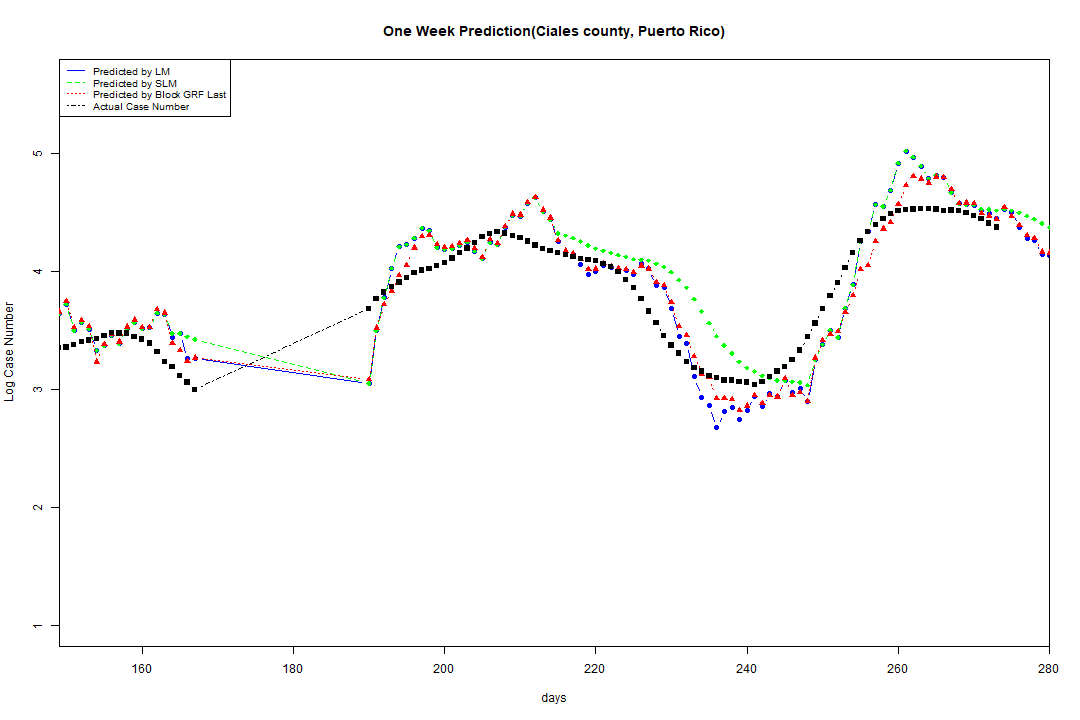 One Week Prediction(Ciales county, Puerto Rico)
Predicted by LM
Predicted by SLM
Predicted by Block GRF Last
Actual Case Number
5
4
3
2
1
Log Case Number
160 180 200 220 240 260 280
days